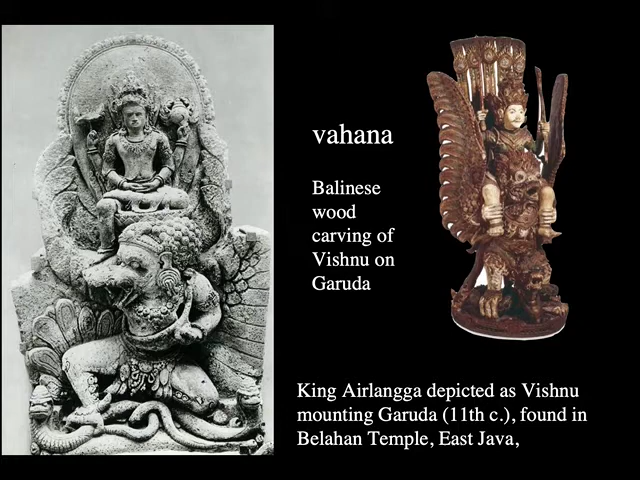 vahana
Balinese
wood
carving of
Vishnu on
Garuda
King Airlangga depicted as Vishnu
mounting Garuda (11th c.), found in
Belahan Temple, East Java,